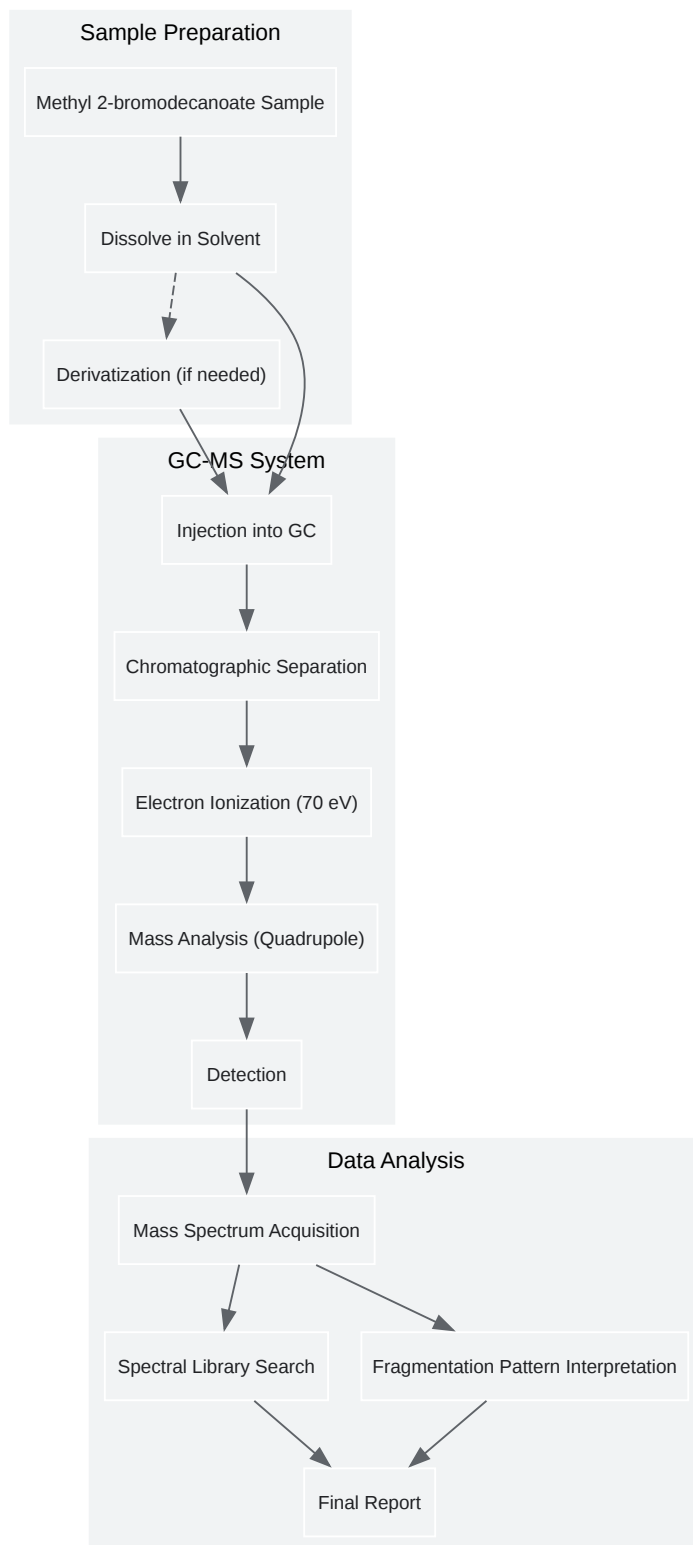 Sample Preparation
Methyl 2-bromodecanoate Sample
Dissolve in Solvent
Derivatization (if needed)
GC-MS System
Injection into GC
Chromatographic Separation
Electron Ionization (70 eV)
Mass Analysis (Quadrupole)
Detection
Data Analysis
Mass Spectrum Acquisition
Spectral Library Search
Fragmentation Pattern Interpretation
Final Report